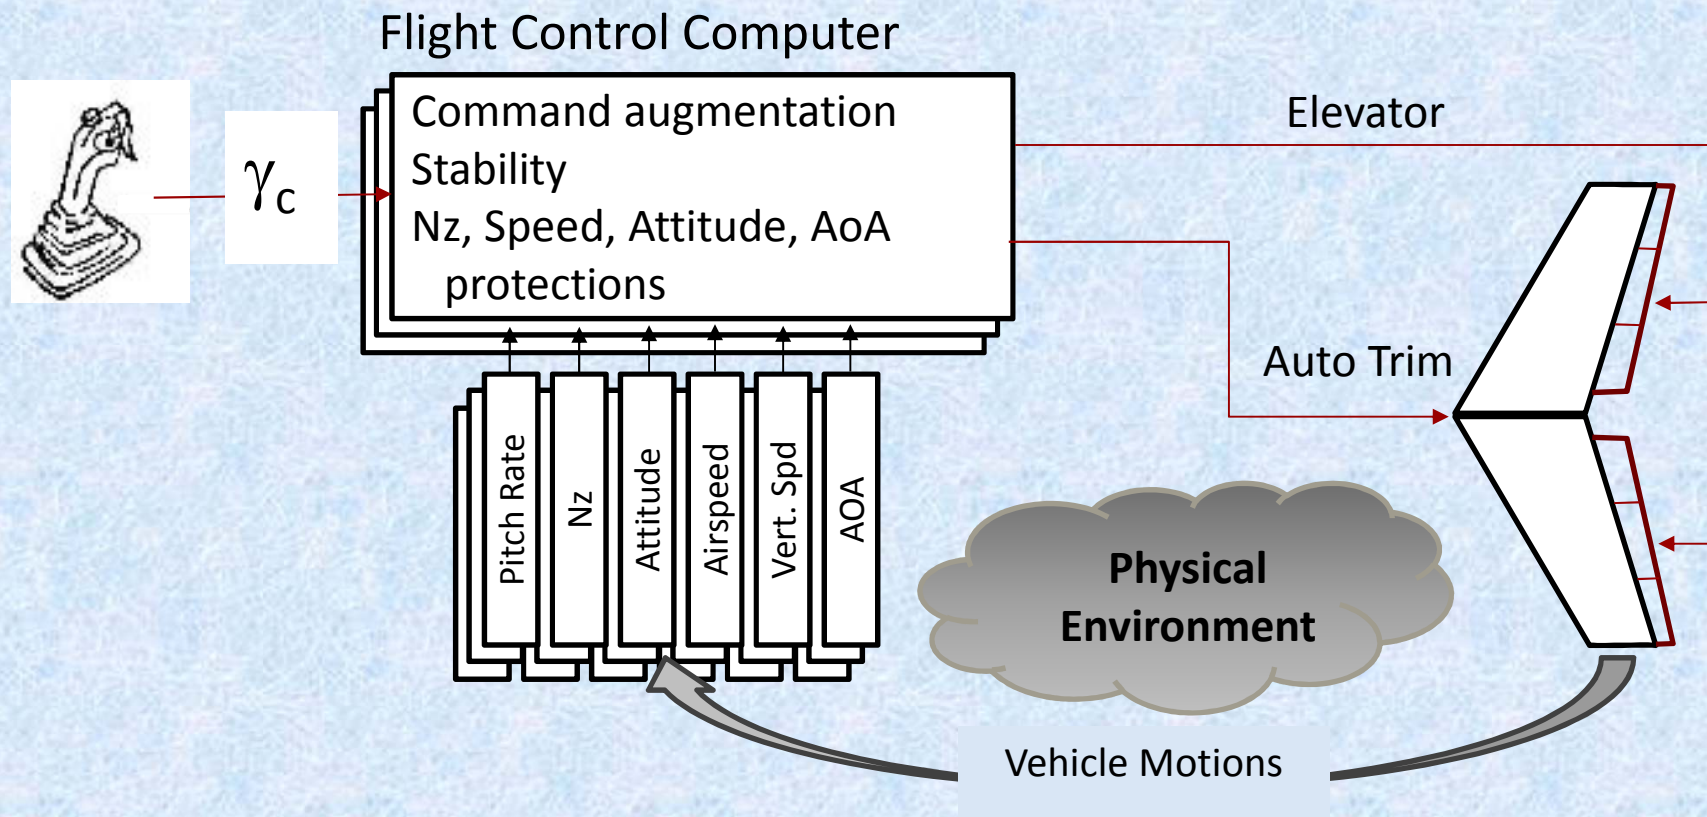 Flight Control Computer
γc
Command augmentation
Stability
Nz, Speed, Attitude, AoA
protections
Elevator
Auto Trim
Pitch Rate
Nz
Attitude
Airspeed
Vert. Spd
AOA
Physical
Environment
Vehicle Motions